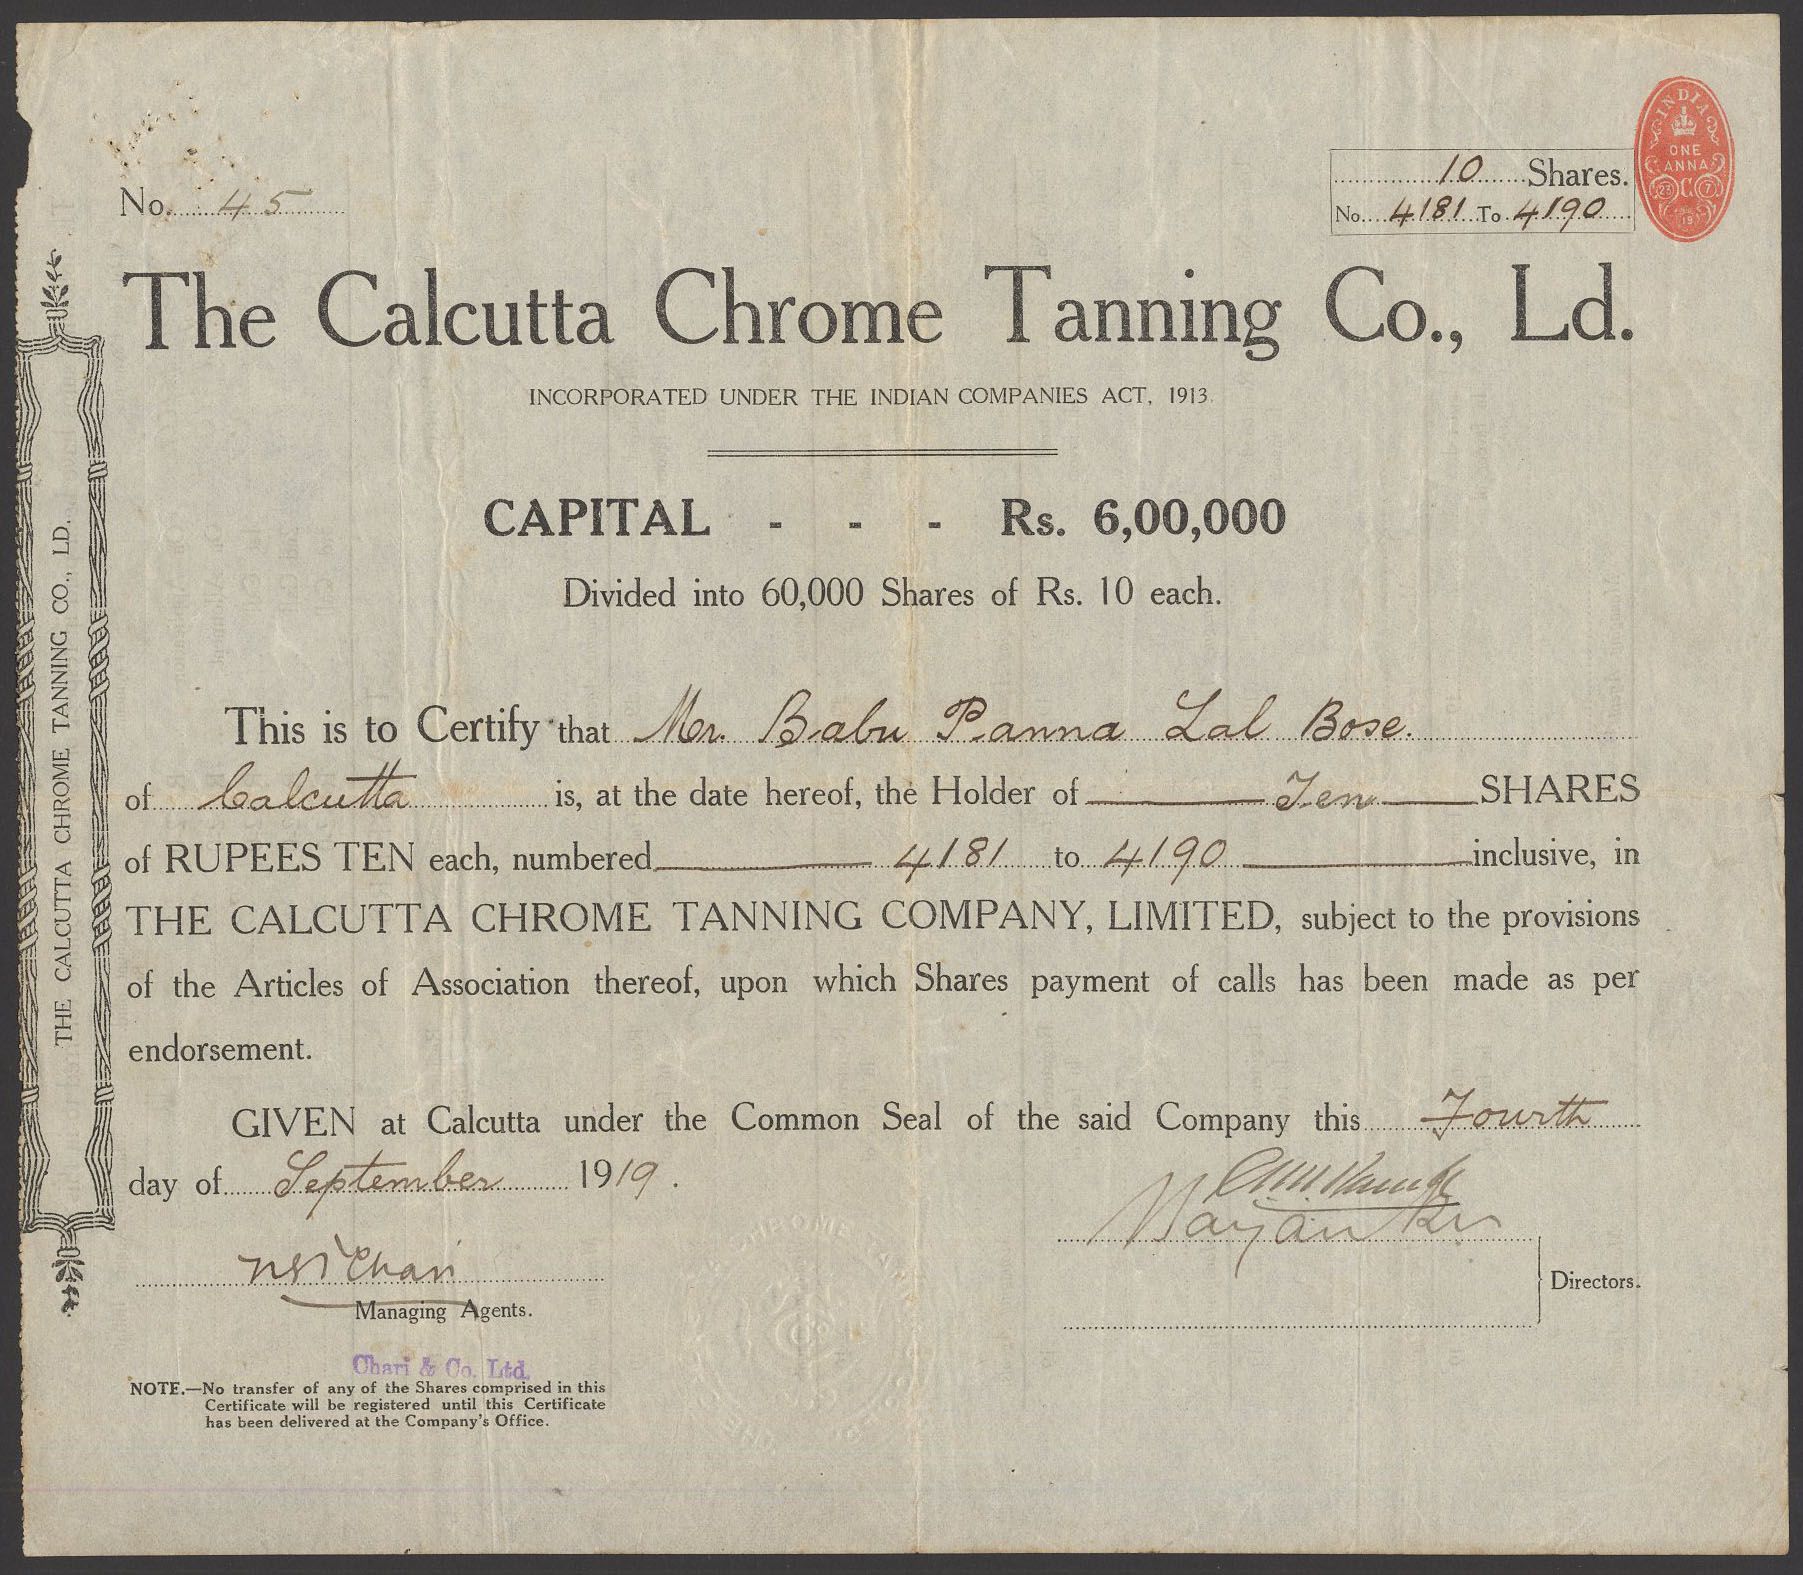 No. 45
10 Shares.
No. 4181 To 4190
INDIA
ONE
ANNA
23 C 7
19
The Calcutta Chrome Tanning Co., Ld.
INCORPORATED UNDER THE INDIAN COMPANIES ACT, 1913.
CAPITAL - - - Rs. 6,00,000
Divided into 60,000 Shares of Rs. 10 each.
This is to Certify that Mr. Babu Panna Lal Bose.
of Calcutta is, at the date hereof, the Holder of Ten SHARES
of RUPEES TEN each, numbered 4181 to 4190 inclusive, in
THE CALCUTTA CHROME TANNING COMPANY, LIMITED, subject to the provisions
of the Articles of Association thereof, upon which Shares payment of calls has been made as per
endorsement.
GIVEN at Calcutta under the Common Seal of the said Company this Fourth
day of September 1919.
Chari
Managing Agents.
Directors.
Chari & Co. Ltd.
NOTE.—No transfer of any of the Shares comprised in this
Certificate will be registered until this Certificate
has been delivered at the Company's Office.
THE CALCUTTA CHROME TANNING CO., LD.